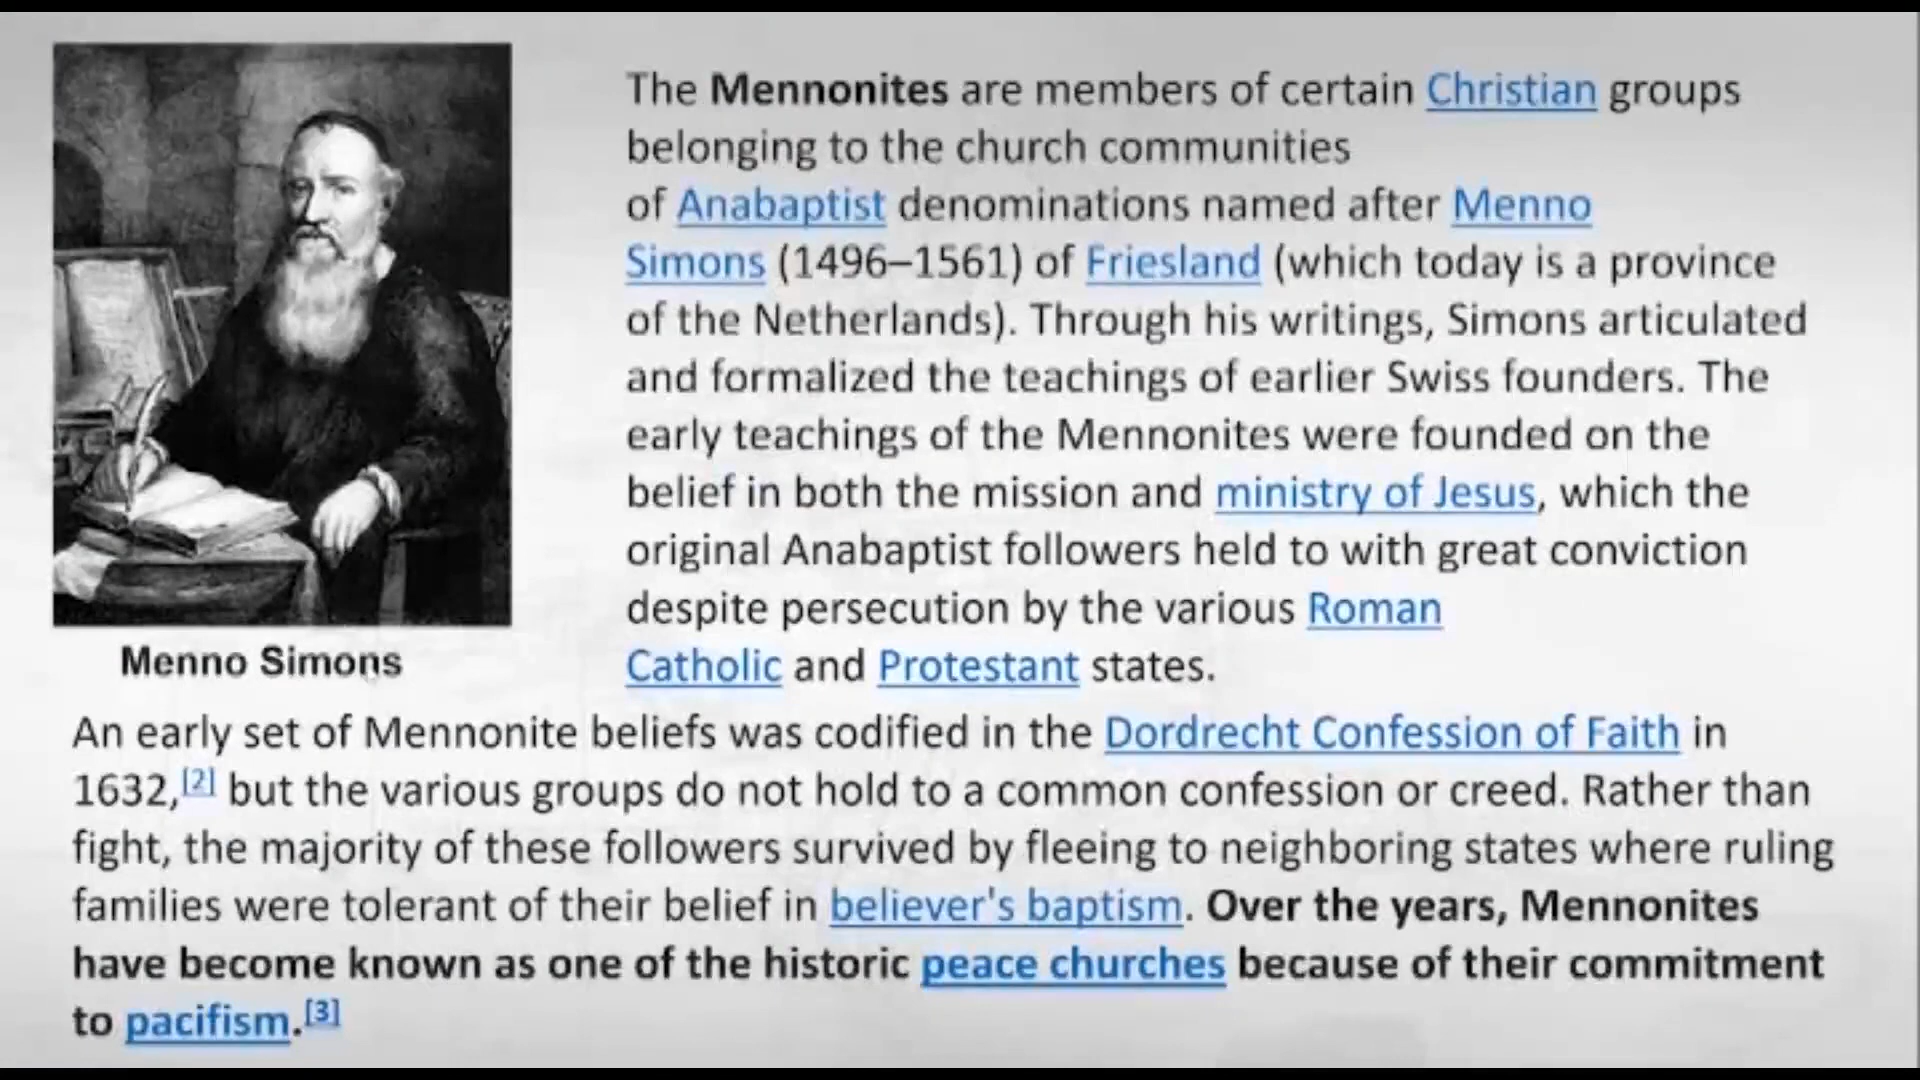 The Mennonites are members of certain Christian groups
belonging to the church communities
of Anabaptist denominations named after Menno
Simons (1496–1561) of Friesland (which today is a province
of the Netherlands). Through his writings, Simons articulated
and formalized the teachings of earlier Swiss founders. The
early teachings of the Mennonites were founded on the
belief in both the mission and ministry of Jesus, which the
original Anabaptist followers held to with great conviction
despite persecution by the various Roman
Catholic and Protestant states.
Menno Simons
An early set of Mennonite beliefs was codified in the Dordrecht Confession of Faith in
1632,[2] but the various groups do not hold to a common confession or creed. Rather than
fight, the majority of these followers survived by fleeing to neighboring states where ruling
families were tolerant of their belief in believer's baptism. Over the years, Mennonites
have become known as one of the historic peace churches because of their commitment
to pacifism.[3]